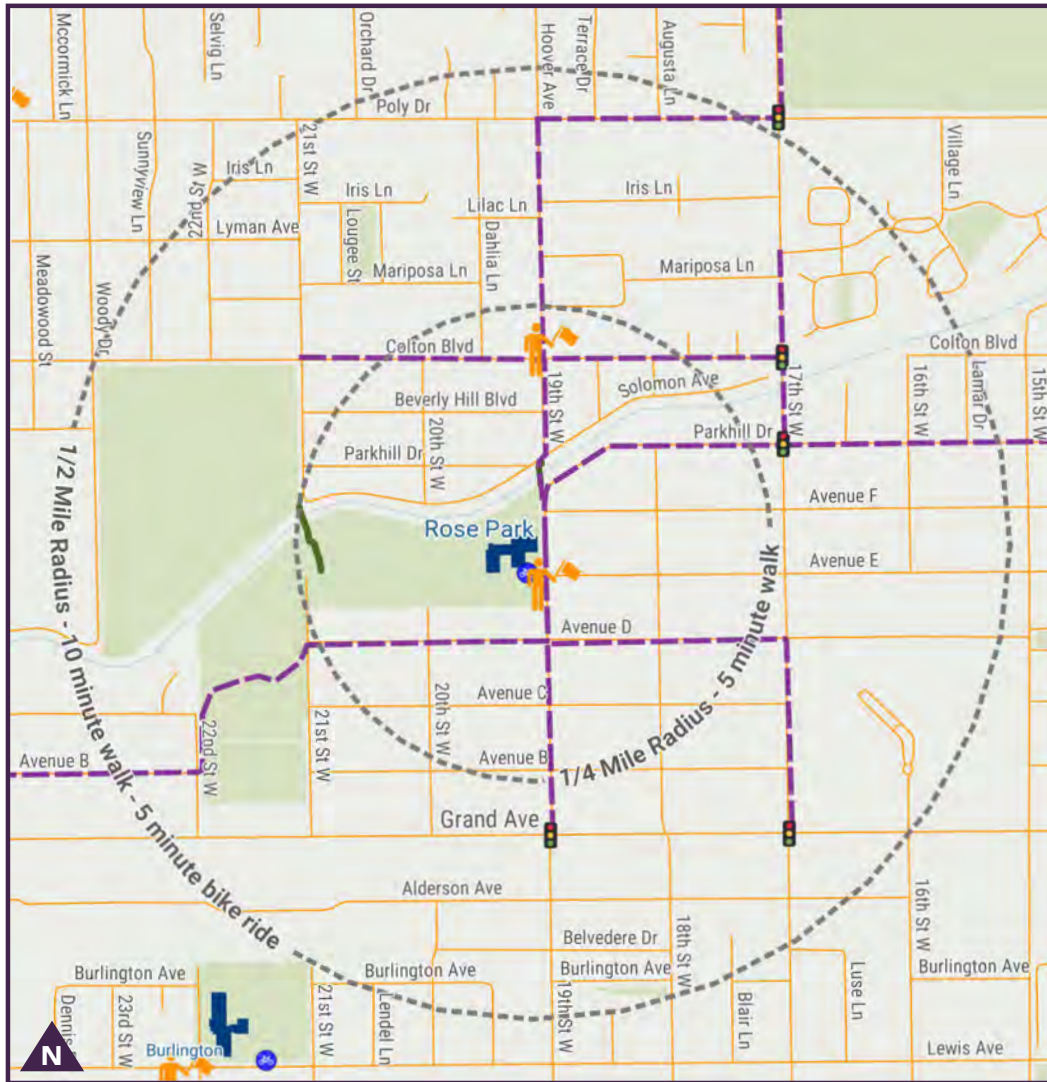 Mccormick Ln
Selvig Ln
Orchard Dr
Hoover Ave
Terrace Dr
Augusta Ln
Poly Dr
Sunnyview Ln
22nd St W
Iris Ln
21st St W
Iris Ln
Lougee St
Lilac Ln
Iris Ln
Village Ln
Lyman Ave
Dahlia Ln
Mariposa Ln
Mariposa Ln
Meadowood St
Woody Dr
Colton Blvd
Colton Blvd
19th St W
Solomon Ave
17th St W
16th St W
Lamar Dr
15th St W
Beverly Hill Blvd
20th St W
Parkhill Dr
Parkhill Dr
Avenue F
Rose Park
Avenue E
Avenue D
Avenue C
20th St W
21st St W
22nd St W
Avenue B
Avenue B
1/4 Mile Radius - 5 minute walk
1/2 Mile Radius - 10 minute walk - 5 minute bike ride
Grand Ave
Alderson Ave
16th St W
Belvedere Dr
18th St W
Burlington Ave
Burlington Ave
Burlington Ave
Burlington Ave
Dennis
23rd St W
21st St W
Lendel Ln
19th St W
Blair Ln
Luse Ln
Burlington
Lewis Ave
N